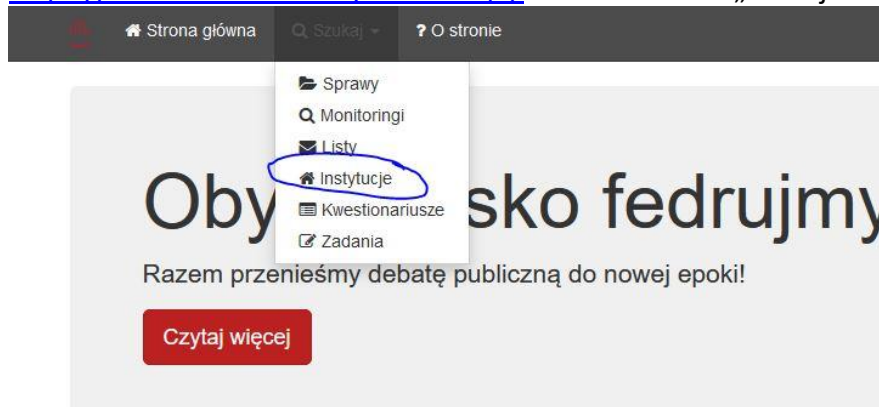 Strona główna Szukaj ? O stronie
Sprawy
Monitoringi
Listy
Instytucje
Kwestionariusze
Zadania
Oby sko fedrujmy
Razem przenieśmy debatę publiczną do nowej epoki!
Czytaj więcej